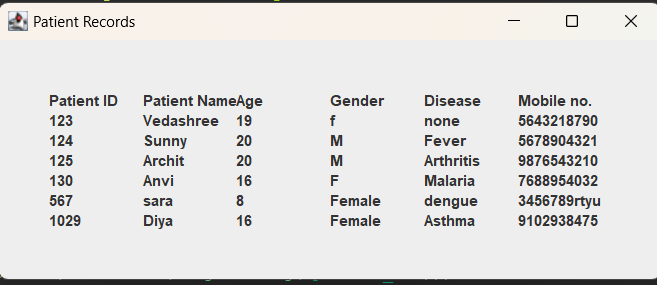 Patient Records
Patient ID Patient Name Age Gender Disease Mobile no.
123 Vedashree 19 f none 5643218790
124 Sunny 20 M Fever 5678904321
125 Archit 20 M Arthritis 9876543210
130 Anvi 16 F Malaria 7688954032
567 sara 8 Female dengue 3456789rtyu
1029 Diya 16 Female Asthma 9102938475